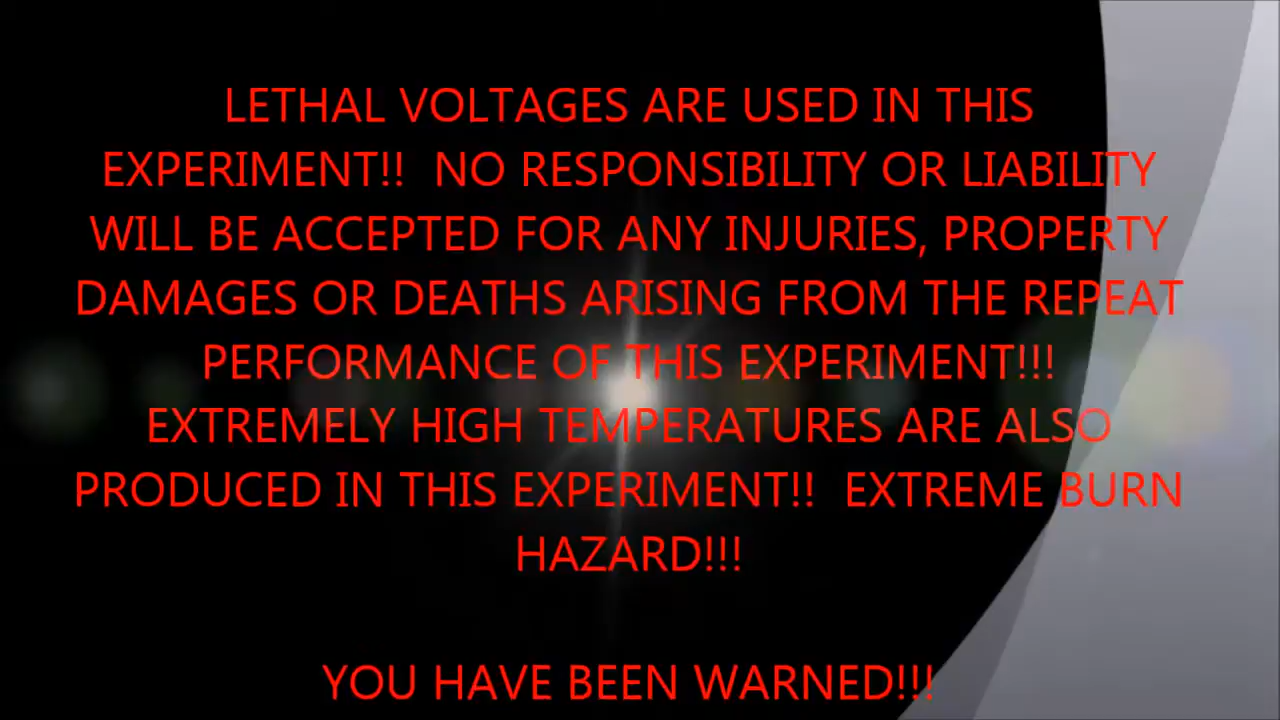 LETHAL VOLTAGES ARE USED IN THIS
EXPERIMENT!!  NO RESPONSIBILITY OR LIABILITY
WILL BE ACCEPTED FOR ANY INJURIES, PROPERTY
DAMAGES OR DEATHS ARISING FROM THE REPEAT
PERFORMANCE OF THIS EXPERIMENT!!!
EXTREMELY HIGH TEMPERATURES ARE ALSO
PRODUCED IN THIS EXPERIMENT!!  EXTREME BURN
HAZARD!!!
YOU HAVE BEEN WARNED!!!